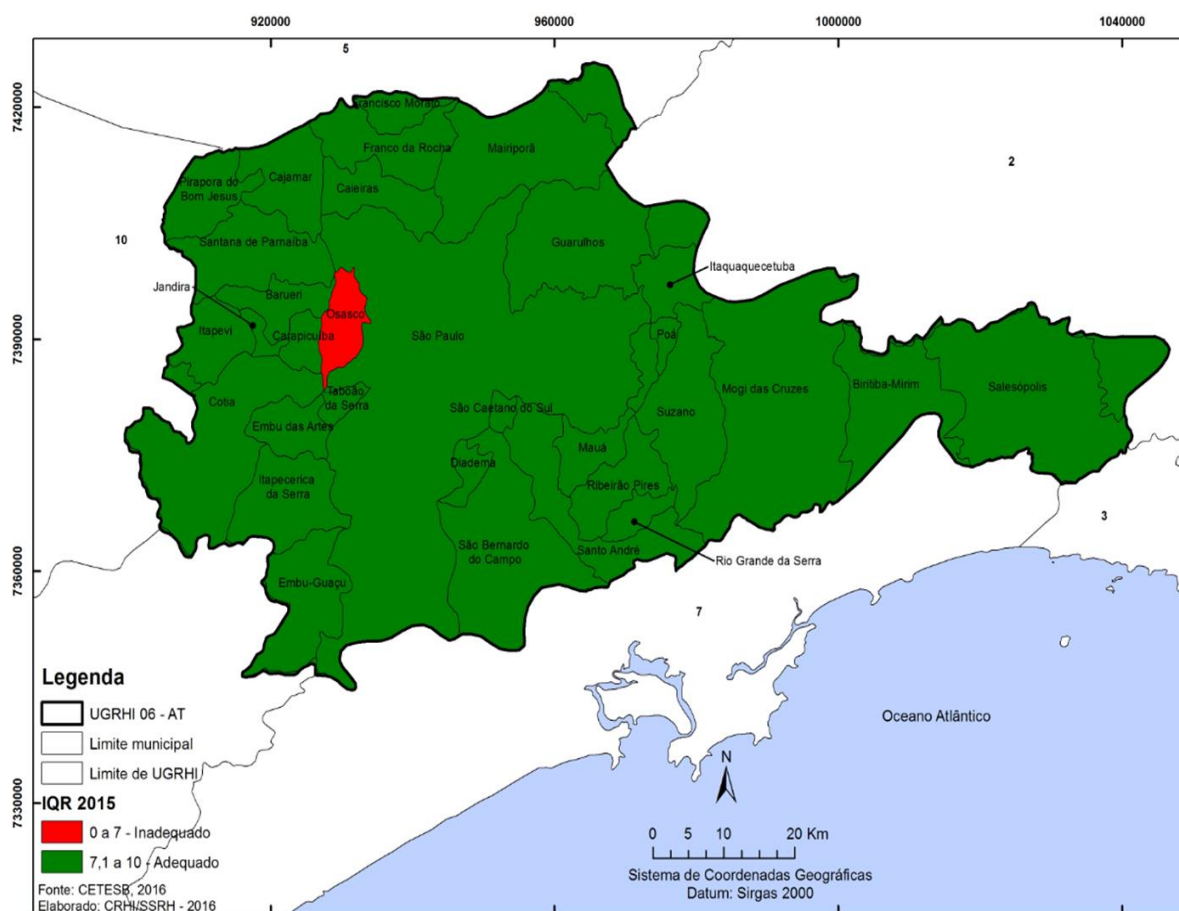 920000
960000
1000000
1040000
5
7420000
Francisco Morato
Franco da Rocha
Mairiporã
2
Pirapora do
Bom Jesus
Cajamar
Caieiras
10
Santana de Parnaíba
Guarulhos
Itaquaquecetuba
Jandira
Barueri
Osasco
7390000
Itapevi
Carapicuíba
São Paulo
Poá
Cotia
Taboão
da Serra
Mogi das Cruzes
Biritiba-Mirim
Salesópolis
São Caetano do Sul
Suzano
Embu das Artes
Mauá
Diadema
Itapecerica
da Serra
Ribeirão Pires
3
São Bernardo
do Campo
Santo André
Rio Grande da Serra
7360000
Embu-Guaçu
7
Legenda
UGRHI 06 - AT
Limite municipal
Limite de UGRHI
IQR 2015
0 a 7 - Inadequado
7,1 a 10 - Adequado
Fonte: CETESB, 2016
Elaborado: CRHI/SSRH - 2016
7330000
Oceano Atlântico
N
0 5 10 20 Km
Sistema de Coordenadas Geográficas
Datum: Sirgas 2000